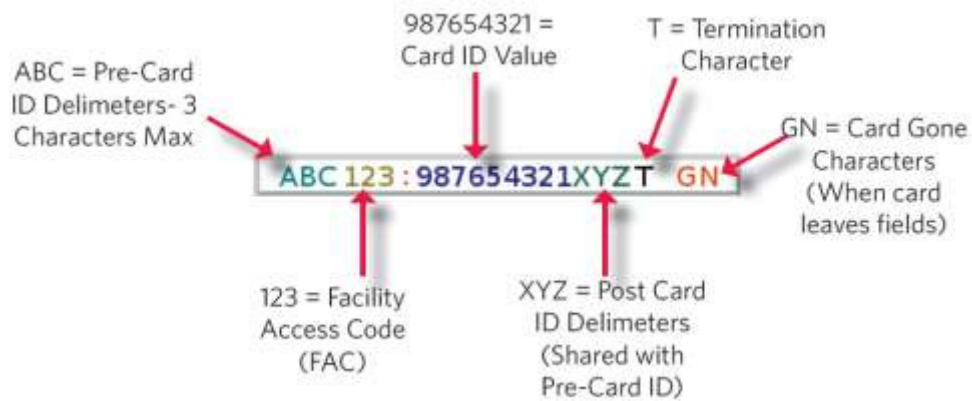 987654321 =
Card ID Value
T = Termination
Character
ABC = Pre-Card
ID Delimeters- 3
Characters Max
GN = Card Gone
Characters
(When card
leaves fields)
ABC 123 : 987654321XYZT GN
123 = Facility
Access Code
(FAC)
XYZ = Post Card
ID Delimeters
(Shared with
Pre-Card ID)